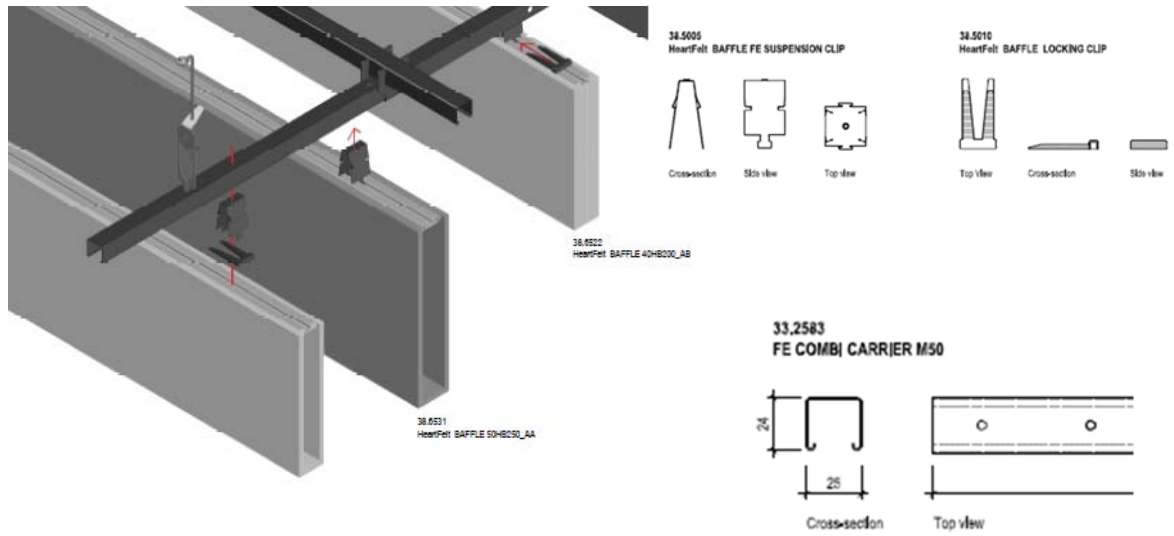 38.5005
HeartFelt BAFFLE FE SUSPENSION CLIP
Cross-section
Side view
Top view
38.5010
HeartFelt BAFFLE LOCKING CLIP
Top View
Cross-section
Side view
38.6522
HeartFelt BAFFLE 40HB200_AB
38.6531
HeartFelt BAFFLE 50HB250_AA
33.2583
FE COMBI CARRIER M50
24
25
Cross-section
Top view